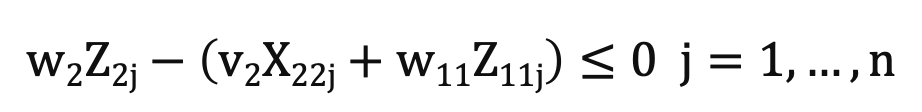 w₂Z₂ⱼ − (v₂X₂₂ⱼ + w₁₁Z₁₁ⱼ) ≤ 0 j = 1, … , n